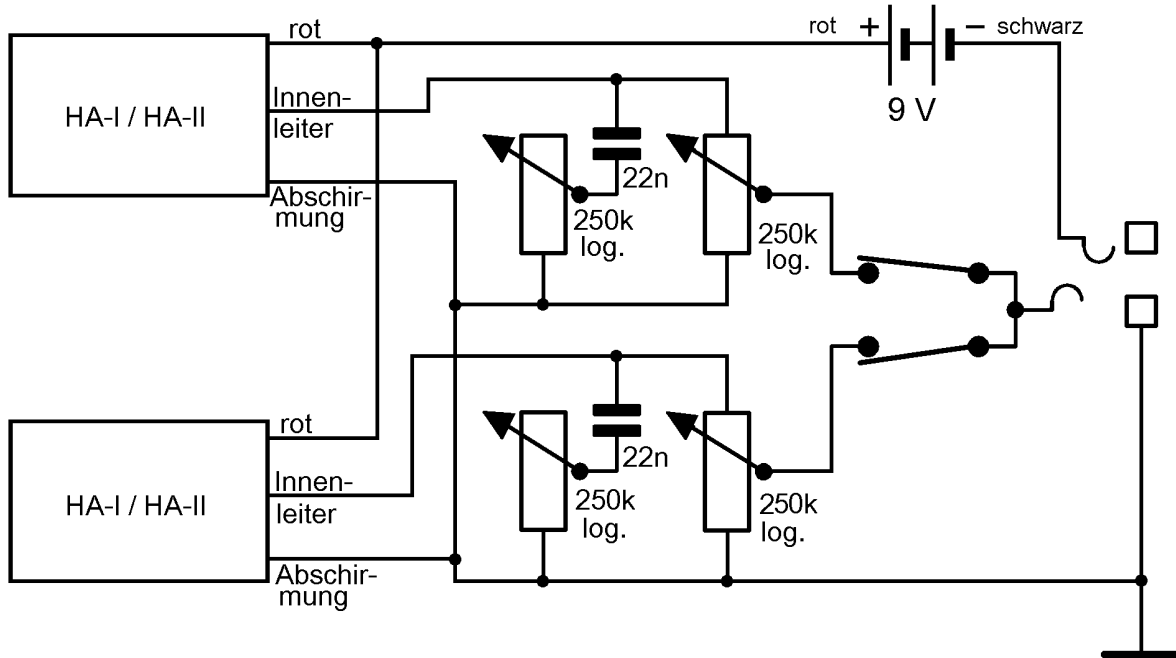 rot
rot + − schwarz
9 V
HA-I / HA-II
Innen-
leiter
Abschir-
mung
22n
250k
log.
250k
log.
rot
HA-I / HA-II
Innen-
leiter
Abschir-
mung
22n
250k
log.
250k
log.